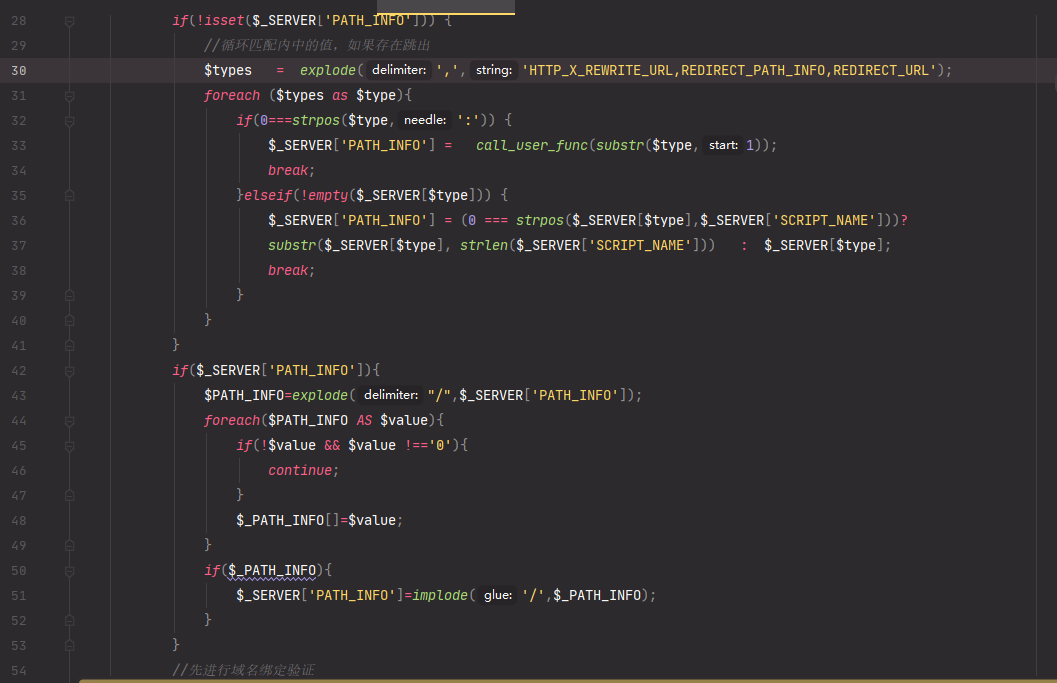 28 if(!isset($_SERVER['PATH_INFO'])) {
29 //循环匹配内中的值，如果存在跳出
30 $types = explode( delimiter: ',', string: 'HTTP_X_REWRITE_URL,REDIRECT_PATH_INFO,REDIRECT_URL');
31 foreach ($types as $type){
32 if(0===strpos($type, needle: ':')) {
33 $_SERVER['PATH_INFO'] = call_user_func(substr($type, start: 1));
34 break;
35 }elseif(!empty($_SERVER[$type])) {
36 $_SERVER['PATH_INFO'] = (0 === strpos($_SERVER[$type],$_SERVER['SCRIPT_NAME']))?
37 substr($_SERVER[$type], strlen($_SERVER['SCRIPT_NAME'])) : $_SERVER[$type];
38 break;
39 }
40 }
41 }
42 if($_SERVER['PATH_INFO']){
43 $PATH_INFO=explode( delimiter: "/",$_SERVER['PATH_INFO']);
44 foreach($PATH_INFO AS $value){
45 if(!$value && $value !=='0'){
46 continue;
47 }
48 $_PATH_INFO[]=$value;
49 }
50 if($_PATH_INFO){
51 $_SERVER['PATH_INFO']=implode( glue: '/',$_PATH_INFO);
52 }
53 }
54 //先进行域名绑定验证